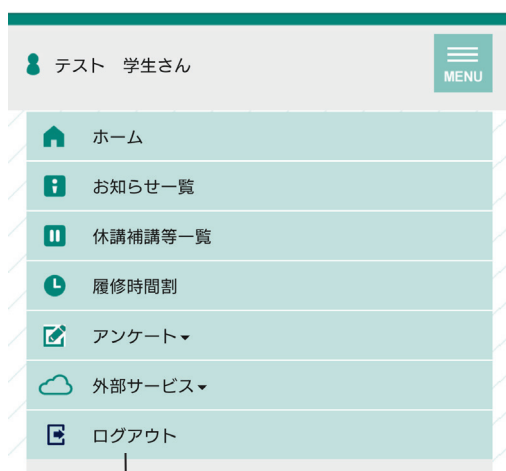 テスト　学生さん
MENU
ホーム
お知らせ一覧
休講補講等一覧
履修時間割
アンケート▾
外部サービス▾
ログアウト